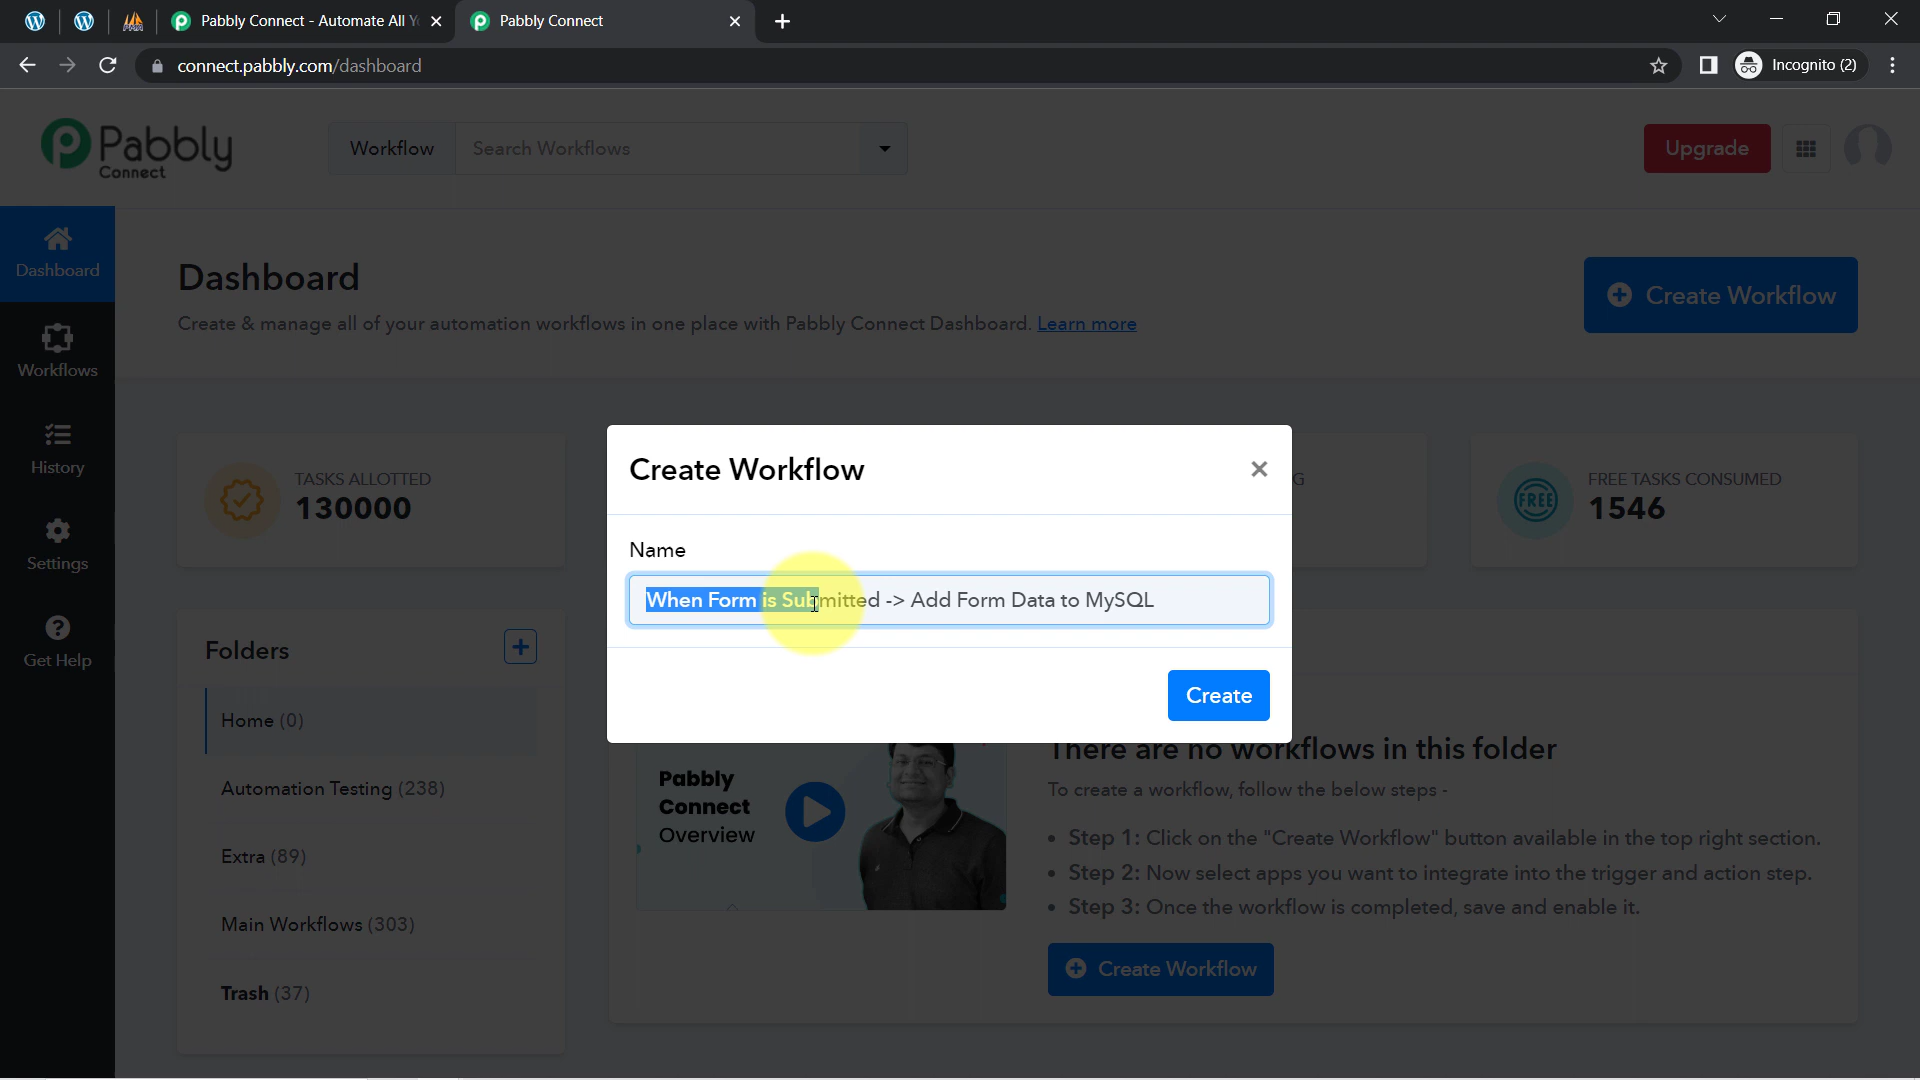 Pabbly Connect - Automate All Y
Pabbly Connect
connect.pabbly.com/dashboard
Incognito (2)
Pabbly
Connect
Workflow
Search Workflows
Upgrade
Dashboard
Workflows
History
Settings
Get Help
Dashboard
Create & manage all of your automation workflows in one place with Pabbly Connect Dashboard. Learn more
Create Workflow
TASKS ALLOTTED
130000
G
FREE
FREE TASKS CONSUMED
1546
Create Workflow
Name
When Form is Submitted -> Add Form Data to MySQL
Create
Folders
Home (0)
Automation Testing (238)
Extra (89)
Main Workflows (303)
Trash (37)
Pabbly
Connect
Overview
There are no workflows in this folder
To create a workflow, follow the below steps -
• Step 1: Click on the "Create Workflow" button available in the top right section.
• Step 2: Now select apps you want to integrate into the trigger and action step.
• Step 3: Once the workflow is completed, save and enable it.
Create Workflow